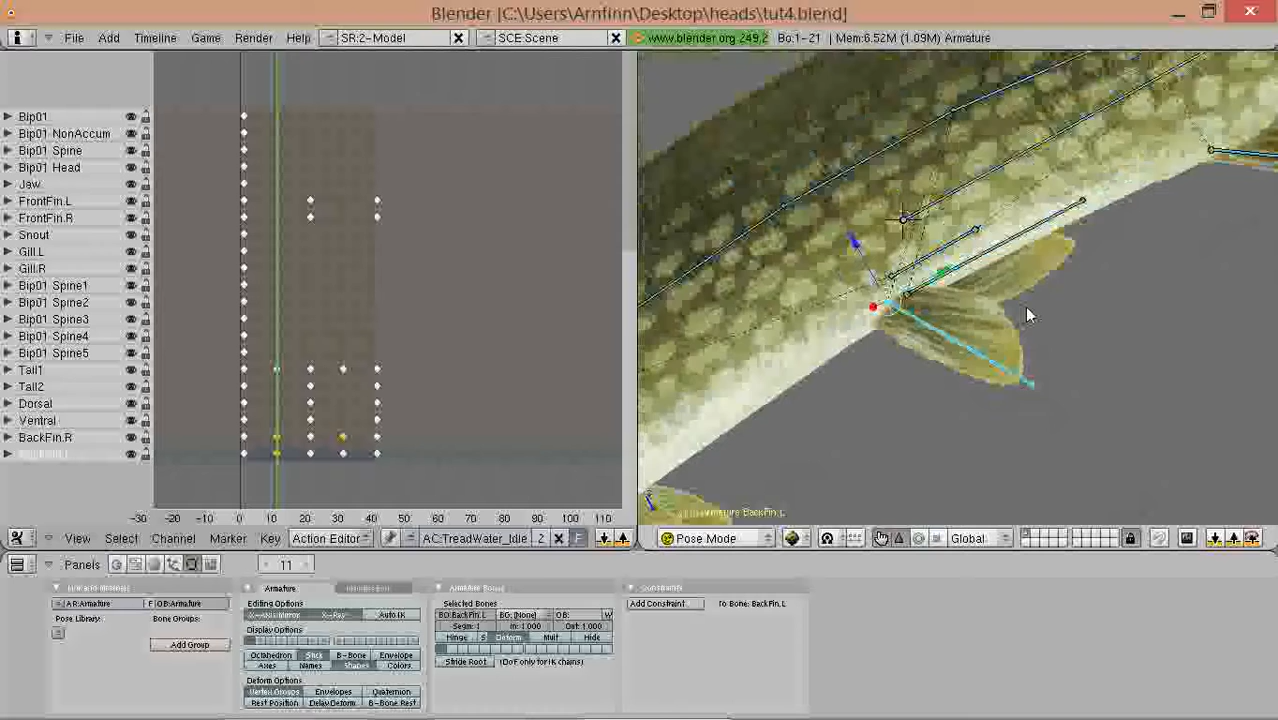 Blender [C:\Users\Arnfinn\Desktop\heads\tut4.blend]
File Add Timeline Game Render Help SR:2-Model SCE:Scene www.blender.org 249.2 Bo:1-21 | Mem:6.52M (1.09M) Armature
Bip01
Bip01 NonAccum
Bip01 Spine
Bip01 Head
Jaw
FrontFin.L
FrontFin.R
Snout
Gill.L
Gill.R
Bip01 Spine1
Bip01 Spine2
Bip01 Spine3
Bip01 Spine4
Bip01 Spine5
Tail1
Tail2
Dorsal
Ventral
BackFin.R
-30 -20 -10 0 10 20 30 40 50 60 70 80 90 100 110
Armature BackFin.L
View Select Channel Marker Key Action Editor AC:TreadWater_Idle 2 F
Pose Mode Global
Panels 11
Armature
Armature Bones
Constraints
AR:Armature F OB:Armature
Pose Library: Bone Groups:
Add Group
Editing Options
X-Axis Mirror X-Ray Auto IK
Display Options
Octahedron Stick B-Bone Envelope
Axes Names Shapes Colors
Deform Options
Vertex Groups Envelopes Quaternion
Rest Position Delay Deform B-Bone Rest
Selected Bones
BO:BackFin.L BG: (None) OB:
Segm: 1 In: 1.000 Out: 1.000
Hinge S Deform Mult Hide
Stride Root (DoF only for IK chains)
Add Constraint To Bone: BackFin.L